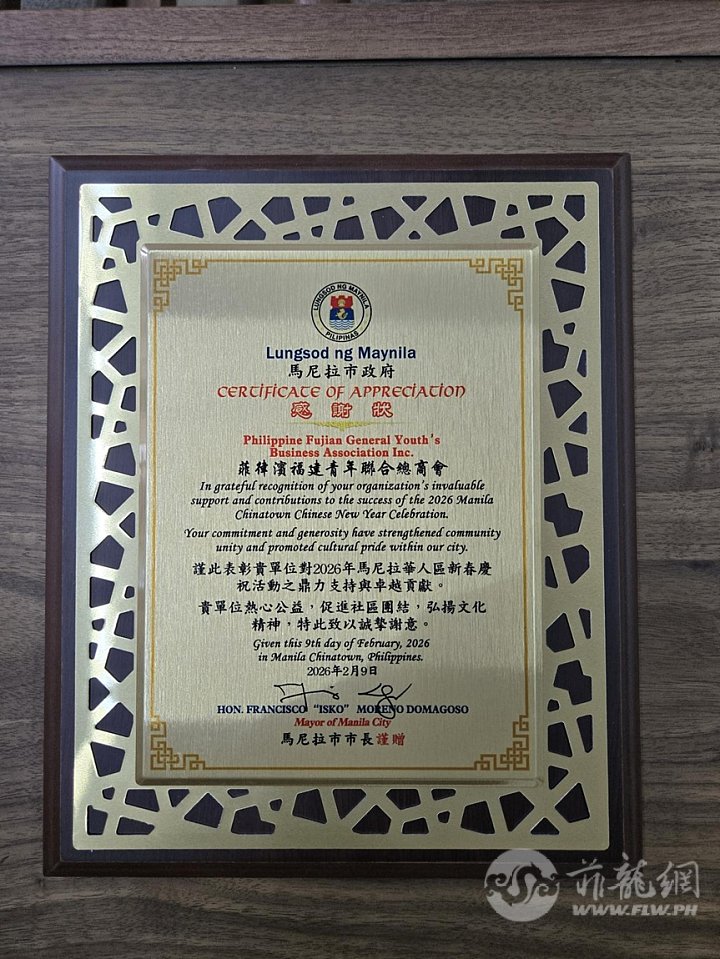 LUNGSOD NG MAYNILA
PILIPINAS
Lungsod ng Maynila
馬尼拉市政府
CERTIFICATE OF APPRECIATION
感謝狀
Philippine Fujian General Youth's
Business Association Inc.
菲律濱福建青年聯合總商會
In grateful recognition of your organization's invaluable
support and contributions to the success of the 2026 Manila
Chinatown Chinese New Year Celebration.
Your commitment and generosity have strengthened community
unity and promoted cultural pride within our city.
謹此表彰貴單位對2026年馬尼拉華人區新春慶
祝活動之鼎力支持與卓越貢獻。
貴單位熱心公益，促進社區團結，弘揚文化
精神，特此致以誠摯謝意。
Given this 9th day of February, 2026
in Manila Chinatown, Philippines.
2026年2月9日
HON. FRANCISCO "ISKO" MORENO DOMAGOSO
Mayor of Manila City
馬尼拉市市長謹贈
菲龍網
WWW.FLW.PH